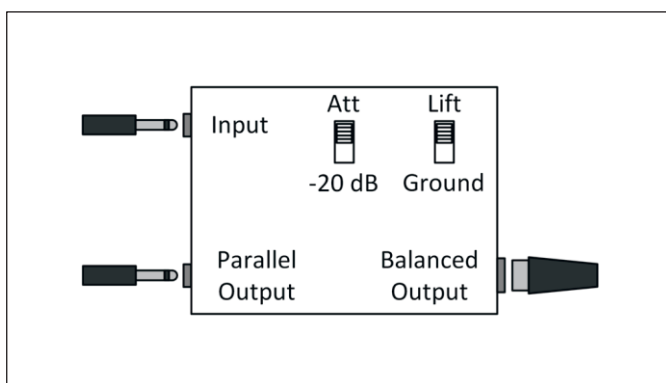 Att
Lift
Input
-20 dB
Ground
Parallel
Output
Balanced
Output